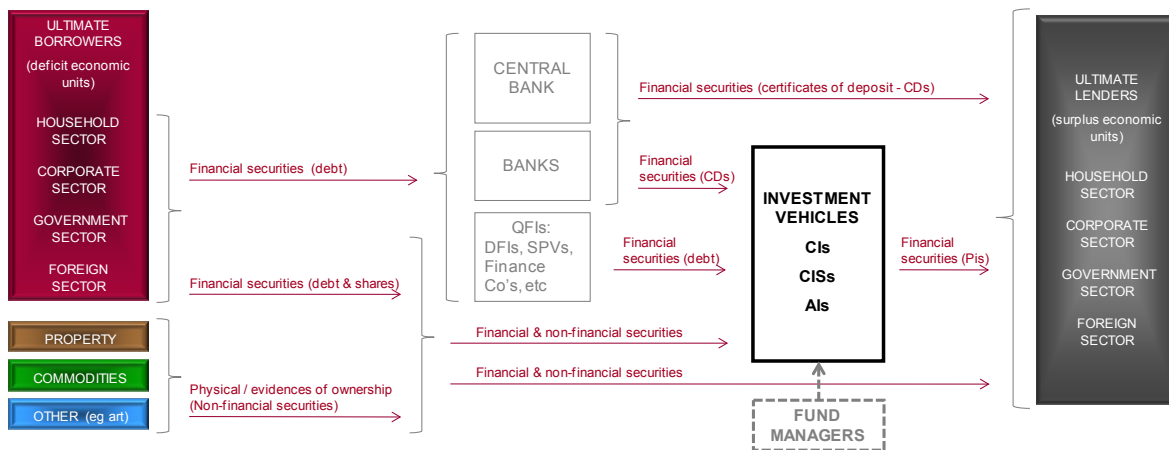 ULTIMATE
BORROWERS
(deficit economic
units)
HOUSEHOLD
SECTOR
CORPORATE
SECTOR
GOVERNMENT
SECTOR
FOREIGN
SECTOR
PROPERTY
COMMODITIES
OTHER (eg art)
Financial securities (debt)
Financial securities (debt & shares)
Physical / evidences of ownership
(Non-financial securities)
CENTRAL
BANK
BANKS
QFIs:
DFIs, SPVs,
Finance
Co's, etc
Financial securities (certificates of deposit - CDs)
Financial
securities (CDs)
Financial
securities (debt)
Financial & non-financial securities
Financial & non-financial securities
INVESTMENT
VEHICLES
CIs
CISs
AIs
FUND
MANAGERS
Financial
securities (PIs)
ULTIMATE
LENDERS
(surplus economic
units)
HOUSEHOLD
SECTOR
CORPORATE
SECTOR
GOVERNMENT
SECTOR
FOREIGN
SECTOR